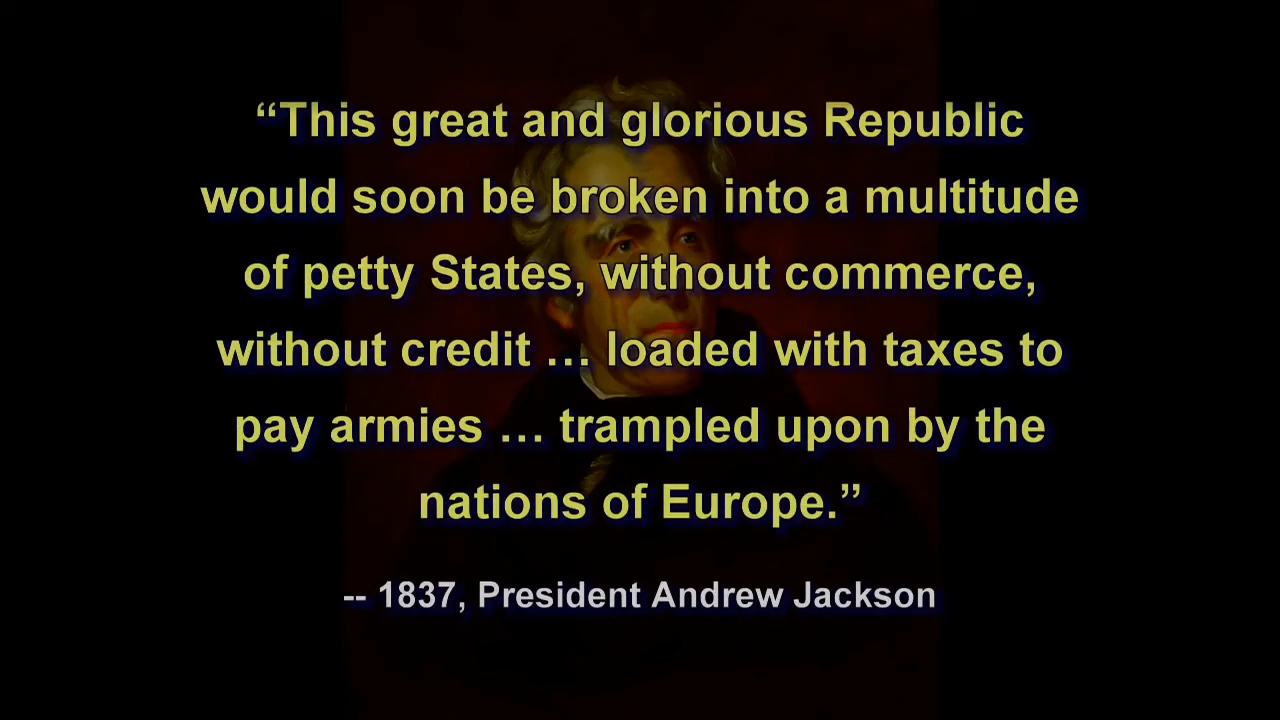 “This great and glorious Republic
would soon be broken into a multitude
of petty States, without commerce,
without credit … loaded with taxes to
pay armies … trampled upon by the
nations of Europe.”
-- 1837, President Andrew Jackson